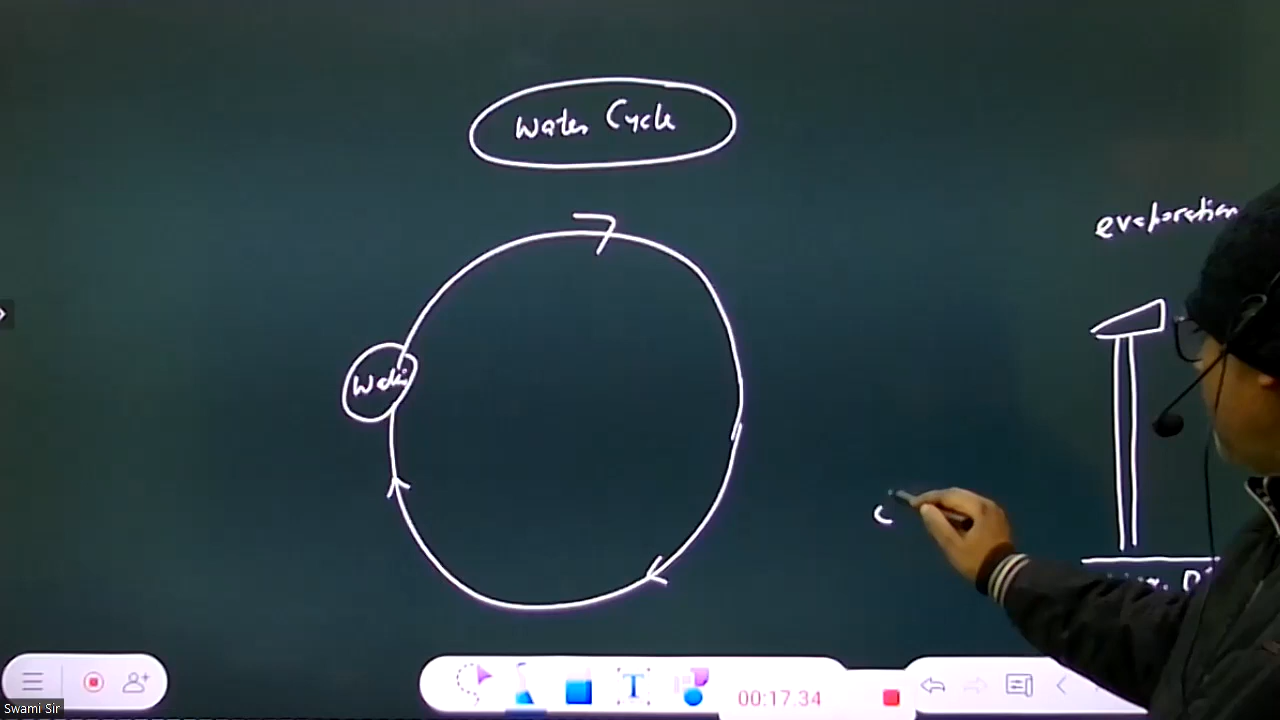 Water Cycle
evaporation
Water
c
T
00:17.34
Swami Sir